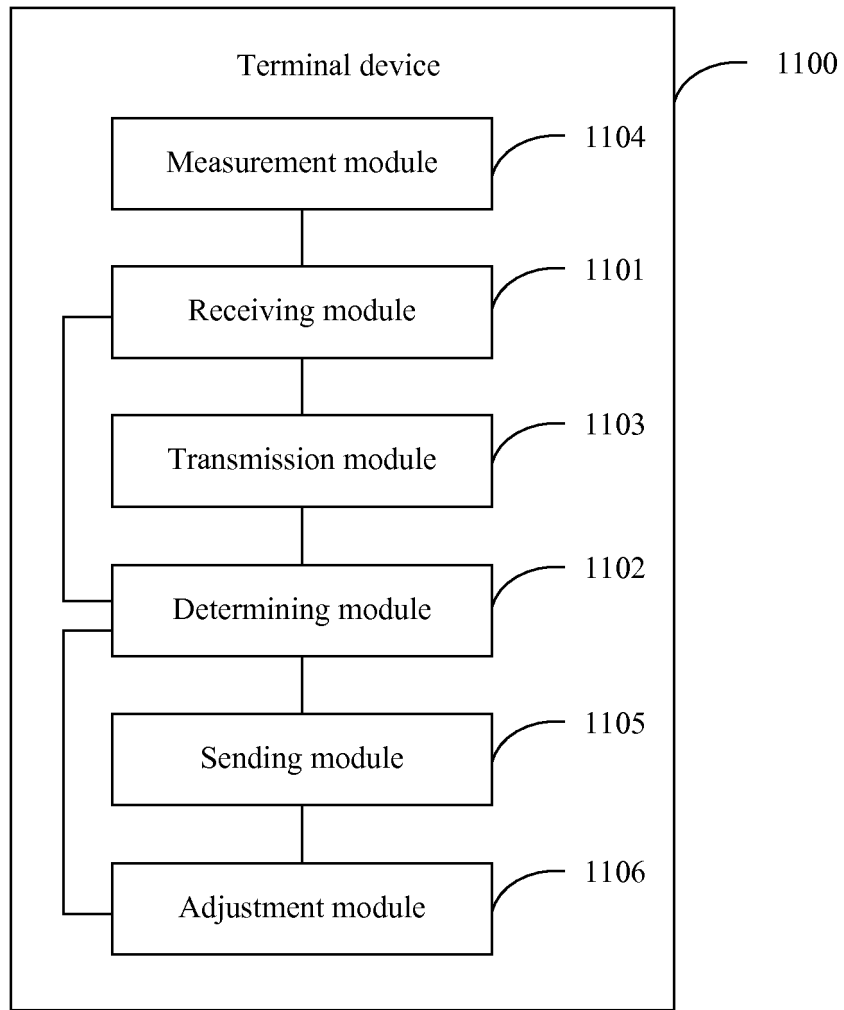 Terminal device
1100
Measurement module
1104
Receiving module
1101
Transmission module
1103
Determining module
1102
Sending module
1105
Adjustment module
1106